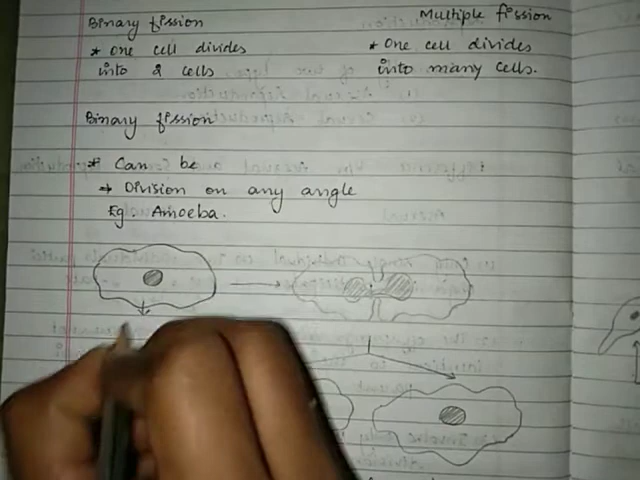 Binary fission
* One cell divides
into 2 cells
Multiple fission
* One cell divides
into many cells.
Binary fission
* Can be
→ Division on any angle
Eg: Amoeba.